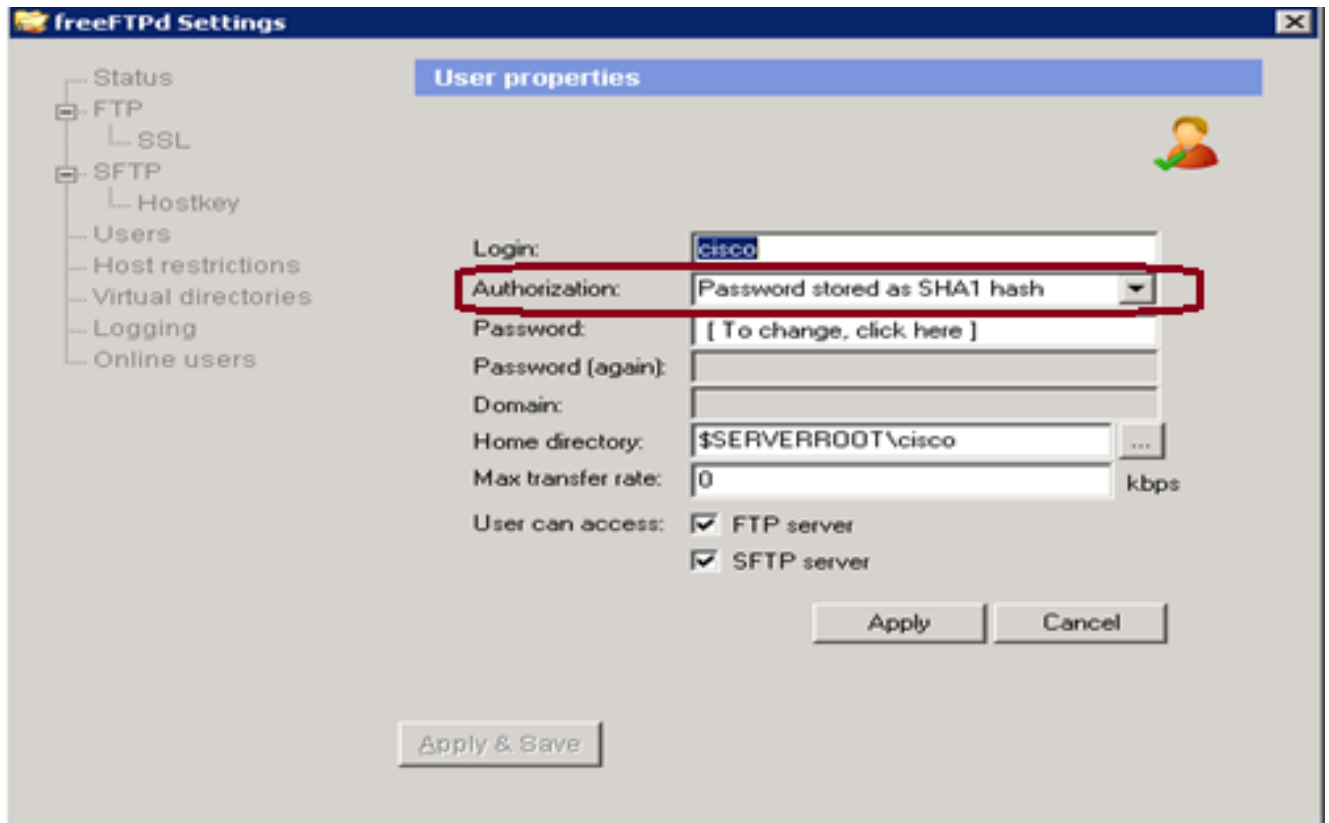 freeFTPd Settings
Status
FTP
SSL
SFTP
Hostkey
Users
Host restrictions
Virtual directories
Logging
Online users
User properties
Login: cisco
Authorization: Password stored as SHA1 hash
Password: [ To change, click here ]
Password (again):
Domain:
Home directory: $SERVERROOT\cisco ...
Max transfer rate: 0 kbps
User can access: FTP server
SFTP server
Apply Cancel
Apply & Save